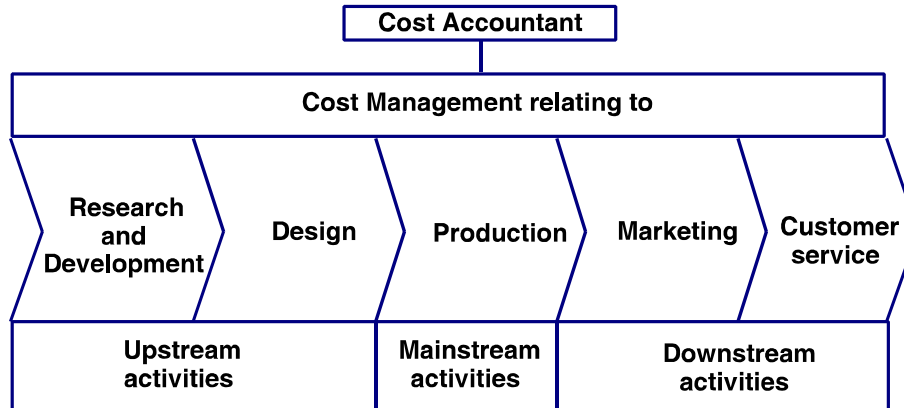 Cost Accountant
Cost Management relating to
Research
and
Development
Design
Production
Marketing
Customer
service
Upstream
activities
Mainstream
activities
Downstream
activities